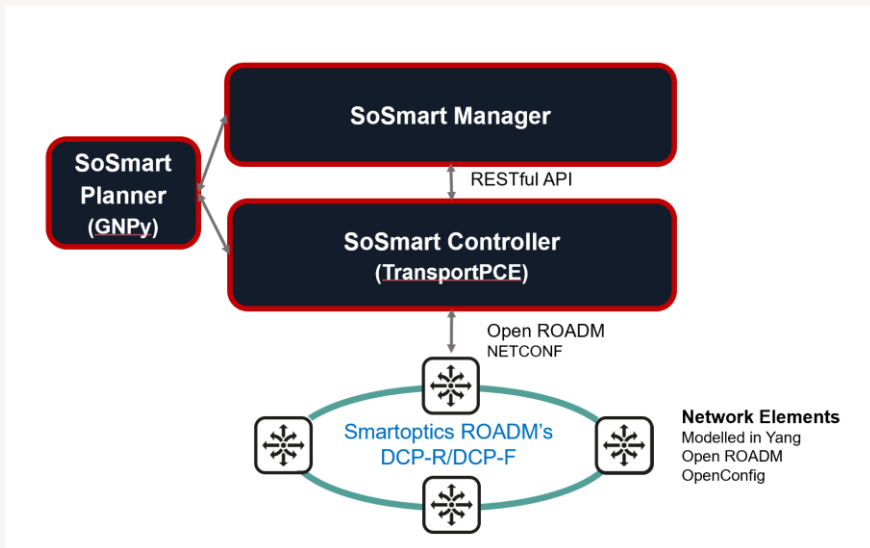 SoSmart Manager
SoSmart
Planner
(GNPy)
RESTful API
SoSmart Controller
(TransportPCE)
Open ROADM
NETCONF
Smartoptics ROADM's
DCP-R/DCP-F
Network Elements
Modelled in Yang
Open ROADM
OpenConfig